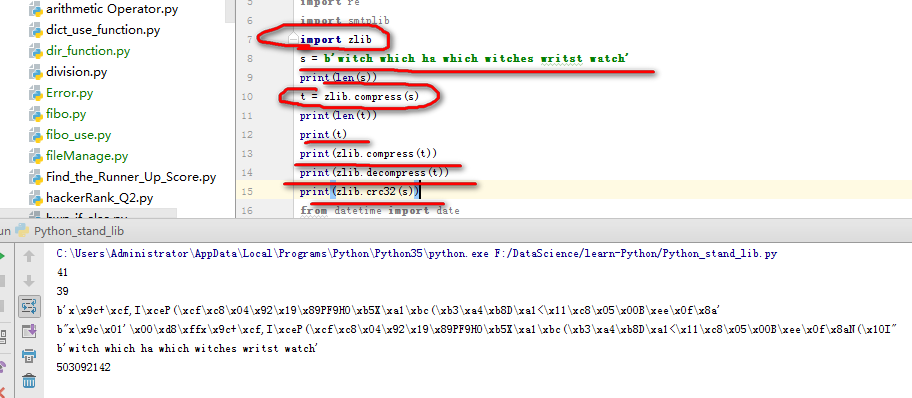 arithmetic Operator.py
dict_use_function.py
dir_function.py
division.py
Error.py
fibo.py
fibo_use.py
fileManage.py
Find_the_Runner_Up_Score.py
hackerRank_Q2.py
5 import re
6 import smtplib
7 import zlib
8 s = b'witch which ha which witches writst watch'
9 print(len(s))
10 t = zlib.compress(s)
11 print(len(t))
12 print(t)
13 print(zlib.compress(t))
14 print(zlib.decompress(t))
15 print(zlib.crc32(s))
16 from datetime import date
un Python_stand_lib
C:\Users\Administrator\AppData\Local\Programs\Python\Python35\python.exe F:/DataScience/learn-Python/Python_stand_lib.py
41
39
b'x\x9c+\xcf,I\xceP(\xcf\xc8\x04\x92\x19\x89PF9H0\xb5X\xa1\xbc(\xb3\xa4\xb8D\xa1<\x11\xc8\x05\x00B\xee\x0f\x8a'
b"x\x9c\x01'\x00\xd8\xffx\x9c+\xcf,I\xceP(\xcf\xc8\x04\x92\x19\x89PF9H0\xb5X\xa1\xbc(\xb3\xa4\xb8D\xa1<\x11\xc8\x05\x00B\xee\x0f\x8aN(\x10I"
b'witch which ha which witches writst watch'
503092142